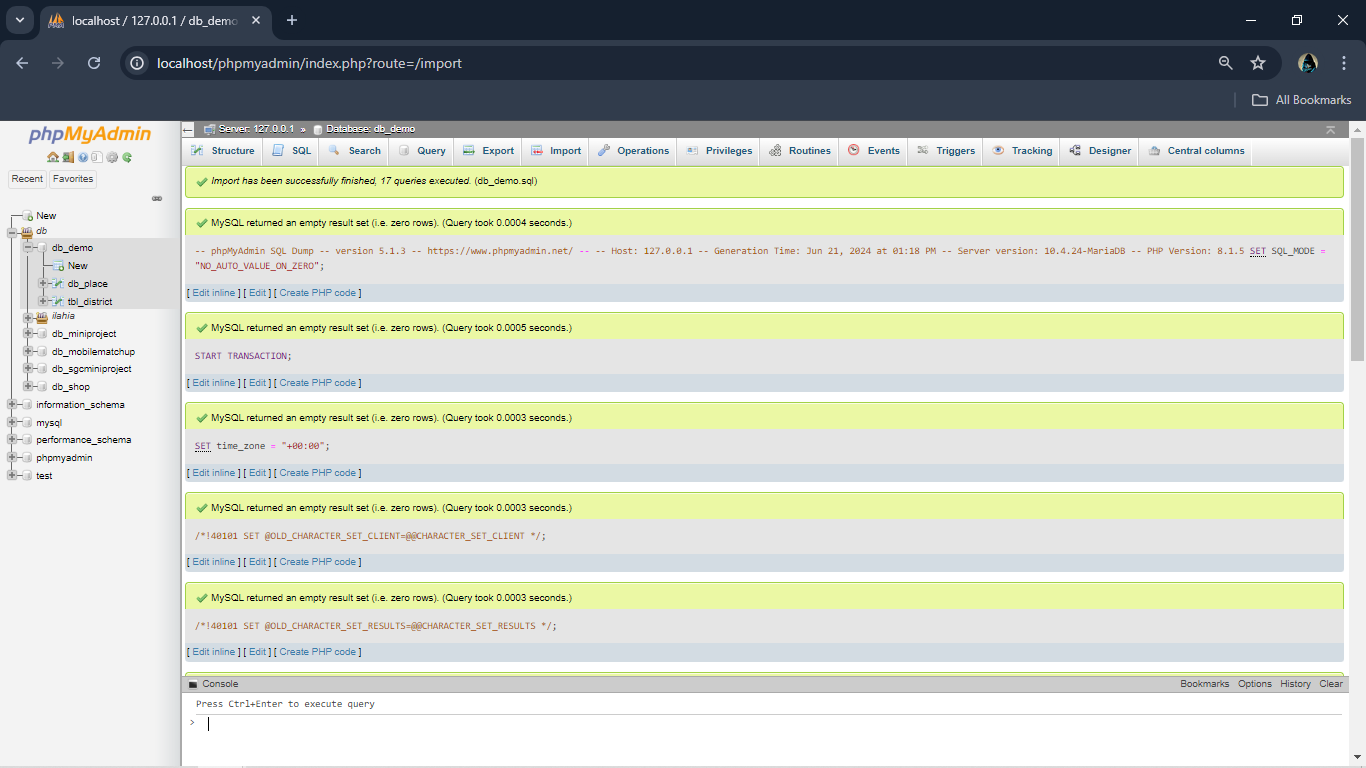 localhost / 127.0.0.1 / db_demo
localhost/phpmyadmin/index.php?route=/import
All Bookmarks
phpMyAdmin
Recent Favorites
New
db
db_demo
New
db_place
tbl_district
ilahia
db_miniproject
db_mobilematchup
db_sgcminiproject
db_shop
information_schema
mysql
performance_schema
phpmyadmin
test
Server: 127.0.0.1 » Database: db_demo
Structure SQL Search Query Export Import Operations Privileges Routines Events Triggers Tracking Designer Central columns
Import has been successfully finished, 17 queries executed. (db_demo.sql)
MySQL returned an empty result set (i.e. zero rows). (Query took 0.0004 seconds.)
-- phpMyAdmin SQL Dump -- version 5.1.3 -- https://www.phpmyadmin.net/ -- -- Host: 127.0.0.1 -- Generation Time: Jun 21, 2024 at 01:18 PM -- Server version: 10.4.24-MariaDB -- PHP Version: 8.1.5 SET SQL_MODE =
"NO_AUTO_VALUE_ON_ZERO";
[ Edit inline ] [ Edit ] [ Create PHP code ]
MySQL returned an empty result set (i.e. zero rows). (Query took 0.0005 seconds.)
START TRANSACTION;
[ Edit inline ] [ Edit ] [ Create PHP code ]
MySQL returned an empty result set (i.e. zero rows). (Query took 0.0003 seconds.)
SET time_zone = "+00:00";
[ Edit inline ] [ Edit ] [ Create PHP code ]
MySQL returned an empty result set (i.e. zero rows). (Query took 0.0003 seconds.)
/*!40101 SET @OLD_CHARACTER_SET_CLIENT=@@CHARACTER_SET_CLIENT */;
[ Edit inline ] [ Edit ] [ Create PHP code ]
MySQL returned an empty result set (i.e. zero rows). (Query took 0.0003 seconds.)
/*!40101 SET @OLD_CHARACTER_SET_RESULTS=@@CHARACTER_SET_RESULTS */;
[ Edit inline ] [ Edit ] [ Create PHP code ]
Console Bookmarks Options History Clear
Press Ctrl+Enter to execute query
>